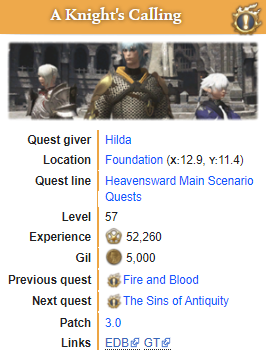 A Knight's Calling
Quest giver Hilda
Location Foundation (X:12.9, Y:11.4)
Quest line Heavensward Main Scenario
Quests
Level 57
Experience 52,260
Gil 5,000
Previous quest Fire and Blood
Next quest The Sins of Antiquity
Patch 3.0
Links EDB GT